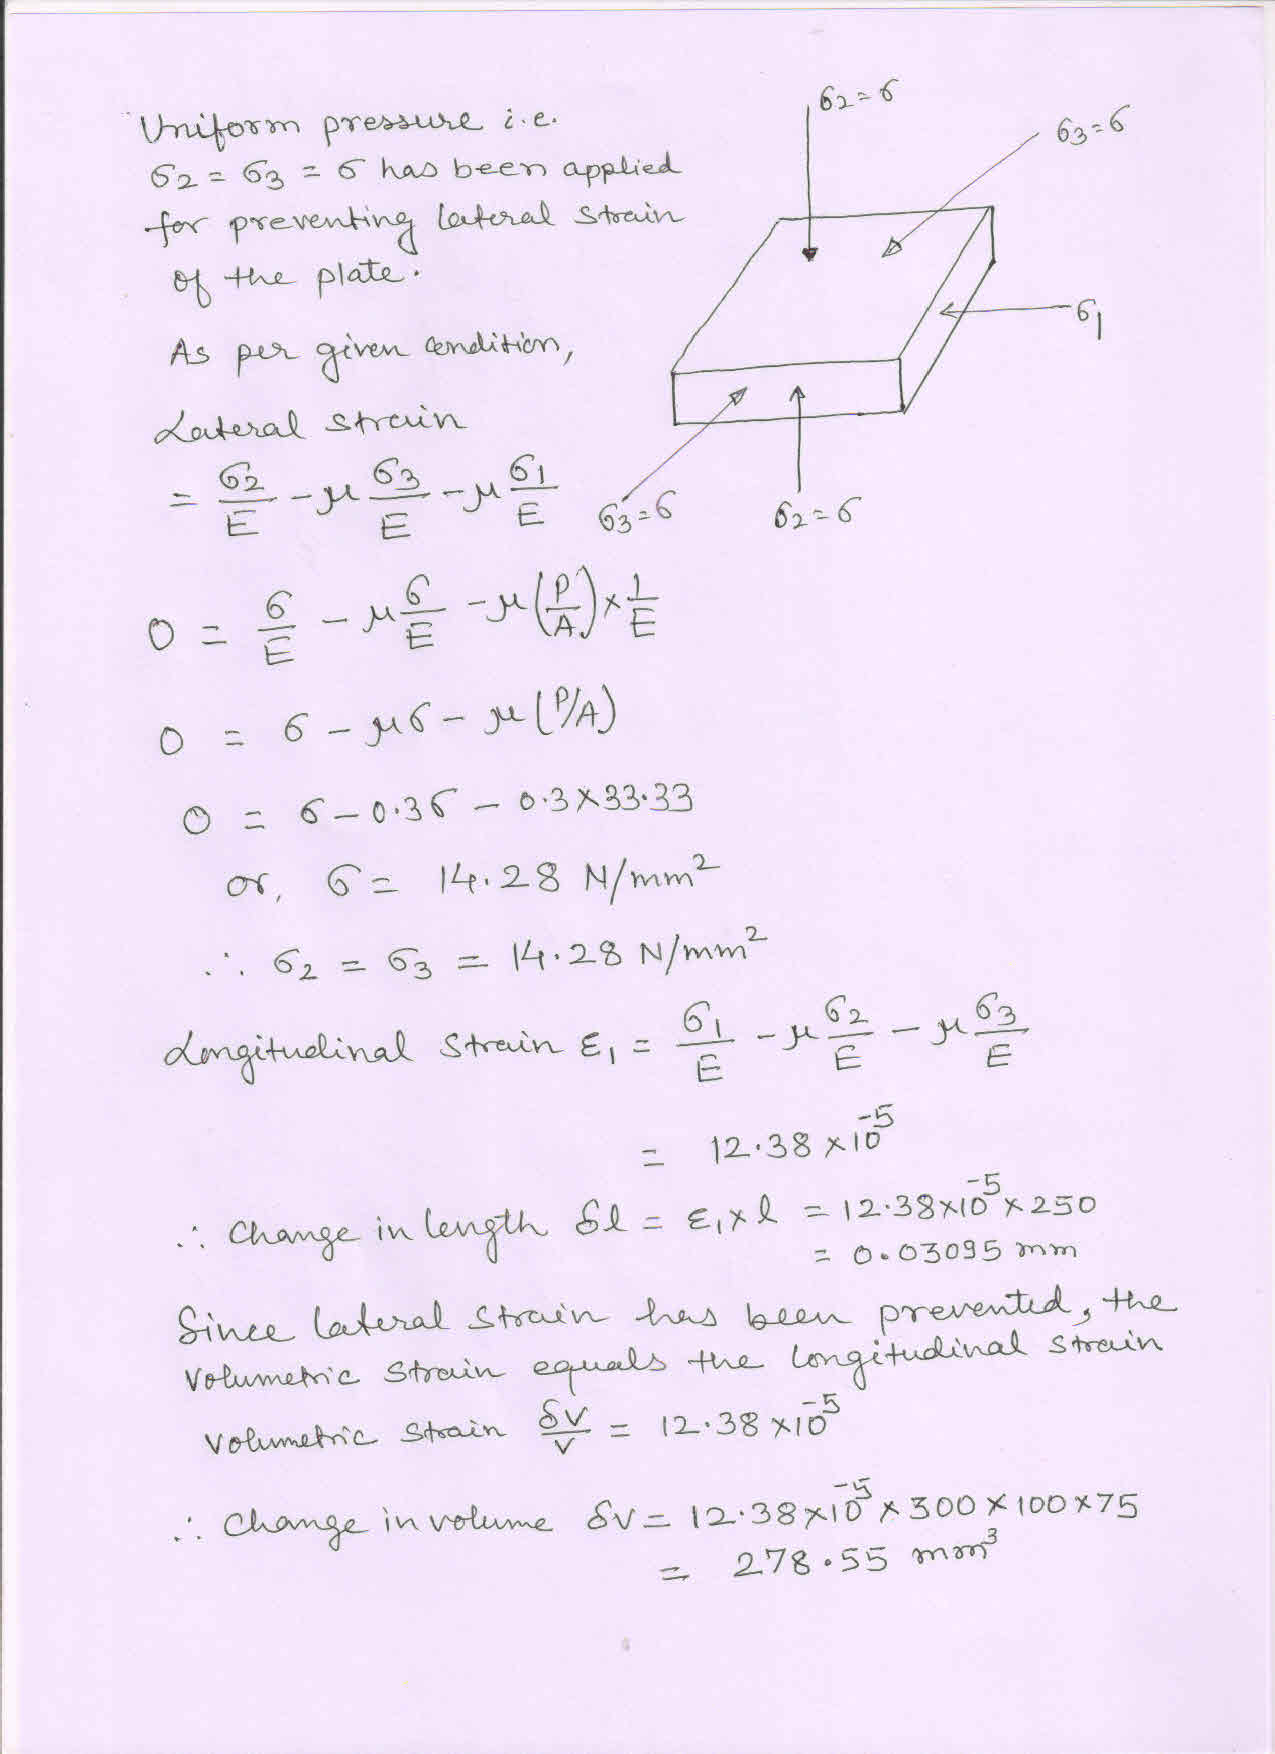 Uniform pressure i.e.
σ2 = σ3 = σ has been applied
for preventing lateral strain
of the plate.
σ2 = σ
σ3 = σ
σ1
σ3 = σ
σ2 = σ
As per given condition,
Lateral strain
= σ2/E - μ σ3/E - μ σ1/E
0 = σ/E - μ σ/E - μ (P/A) × 1/E
0 = σ - μσ - μ (P/A)
0 = σ - 0.3σ - 0.3×33.33
or, σ = 14.28 N/mm²
∴ σ2 = σ3 = 14.28 N/mm²
Longitudinal strain ε1 = σ1/E - μ σ2/E - μ σ3/E
= 12.38 × 10⁻⁵
∴ Change in length δl = ε1 × l = 12.38×10⁻⁵ × 250
= 0.03095 mm
Since lateral strain has been prevented, the
volumetric strain equals the longitudinal strain
volumetric strain δV/V = 12.38 × 10⁻⁵
∴ Change in volume δV = 12.38×10⁻⁵ × 300 × 100 × 75
= 278.55 mm³